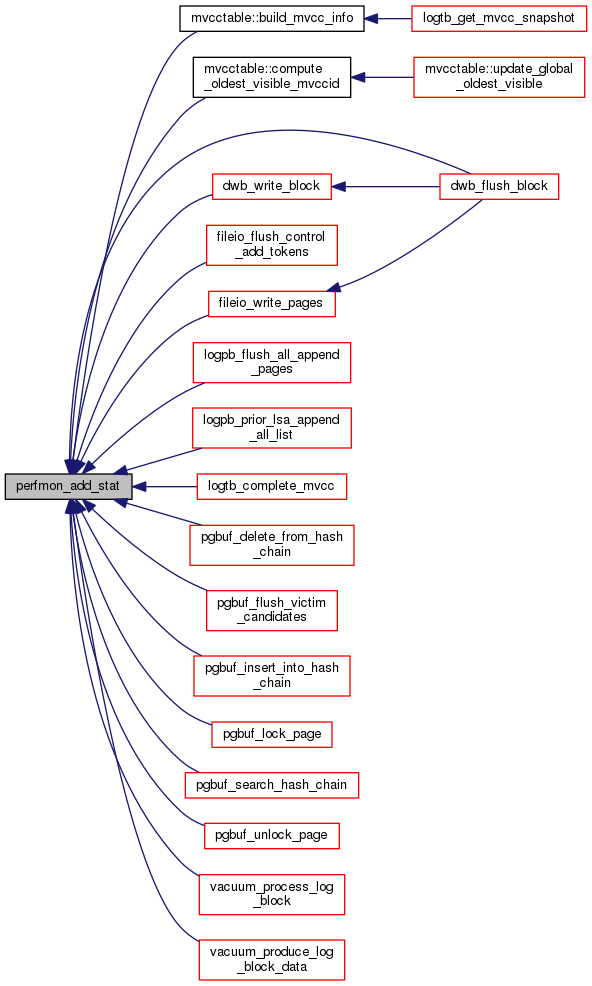 mvcctable::build_mvcc_info
logtb_get_mvcc_snapshot
mvcctable::compute
_oldest_visible_mvccid
mvcctable::update_global
_oldest_visible
dwb_write_block
dwb_flush_block
fileio_flush_control
_add_tokens
fileio_write_pages
logpb_flush_all_append
_pages
logpb_prior_lsa_append
_all_list
perfmon_add_stat
logtb_complete_mvcc
pgbuf_delete_from_hash
_chain
pgbuf_flush_victim
_candidates
pgbuf_insert_into_hash
_chain
pgbuf_lock_page
pgbuf_search_hash_chain
pgbuf_unlock_page
vacuum_process_log
_block
vacuum_produce_log
_block_data